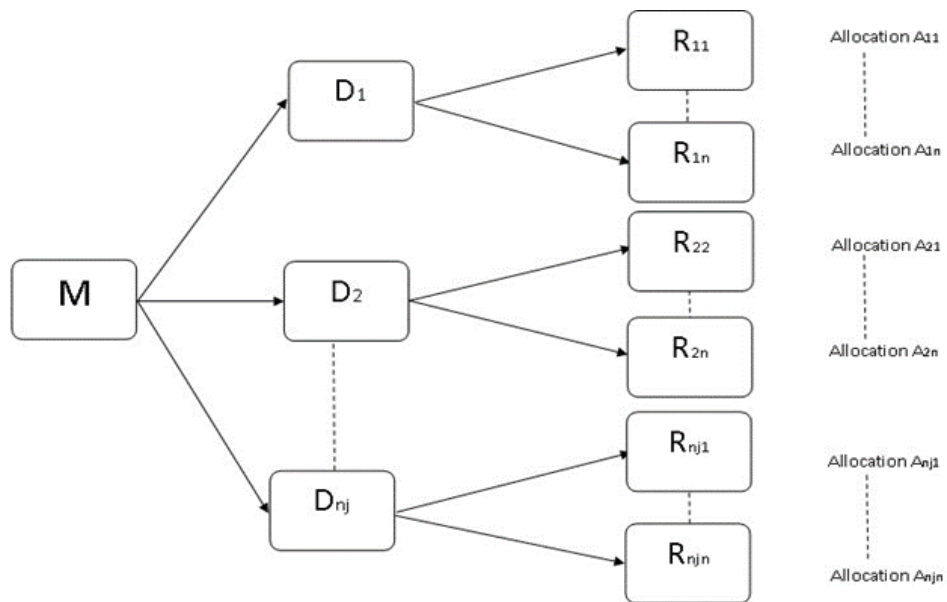 M
D₁
D₂
Dₙⱼ
R₁₁
R₁ₙ
R₂₂
R₂ₙ
Rₙⱼ₁
Rₙⱼₙ
Allocation A₁₁
Allocation A₁ₙ
Allocation A₂₁
Allocation A₂ₙ
Allocation Aₙⱼ₁
Allocation Aₙⱼₙ